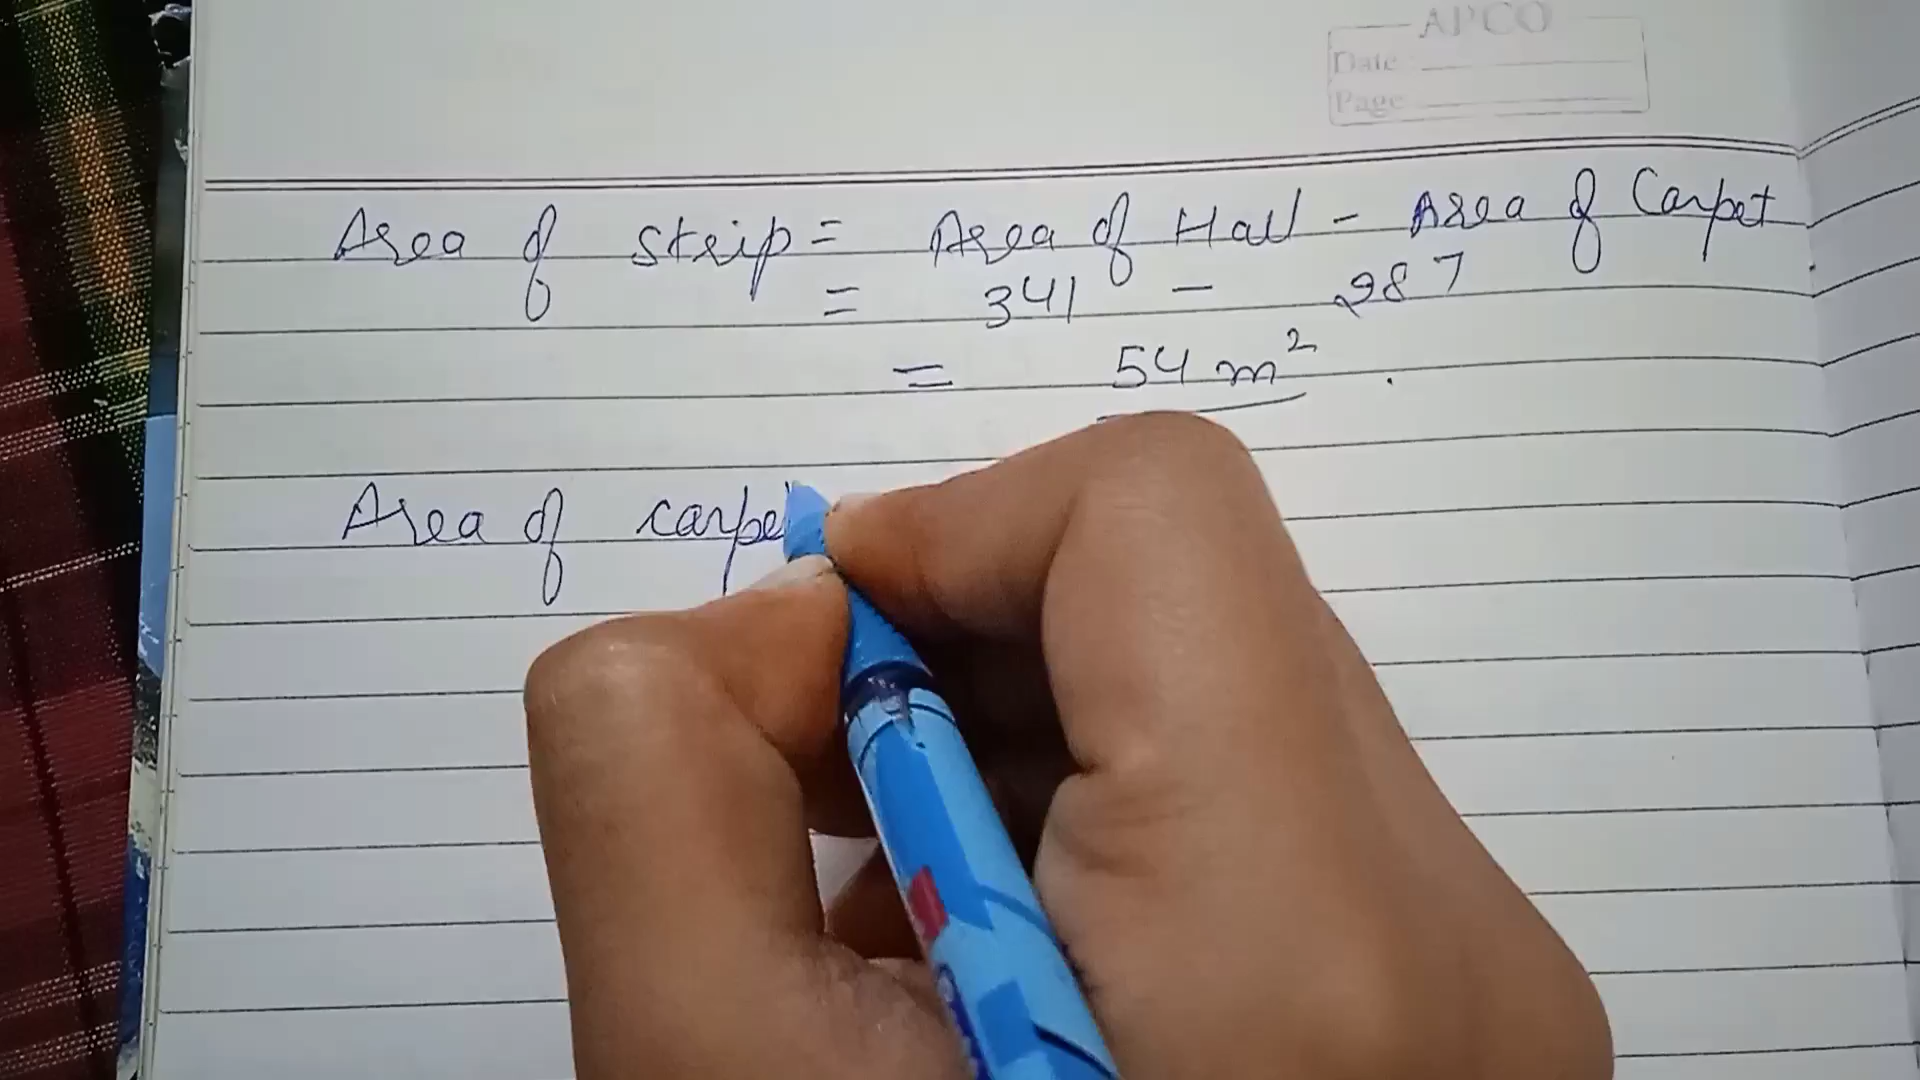 APCO
Date :
Page :
Area of strip = Area of Hall - Area of Carpet
= 341 - 287
= 54 m²
Area of carpe